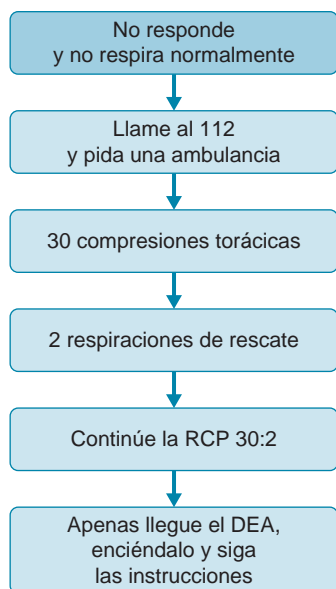 No responde
y no respira normalmente
Llame al 112
y pida una ambulancia
30 compresiones torácicas
2 respiraciones de rescate
Continúe la RCP 30:2
Apenas llegue el DEA,
enciéndalo y siga
las instrucciones